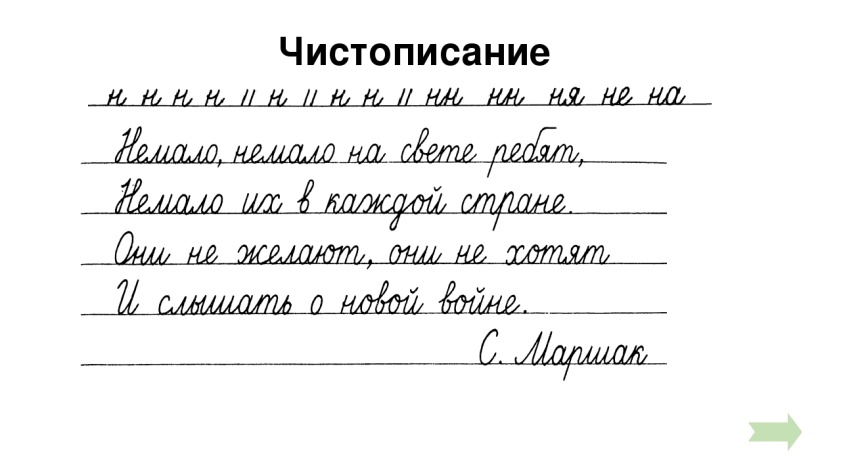 Чистописание
н н н н // н // н н // нн нн ня не на
Немало, немало на свете ребят,
Немало их в каждой стране.
Они не желают, они не хотят
И слышать о новой войне.
С. Маршак